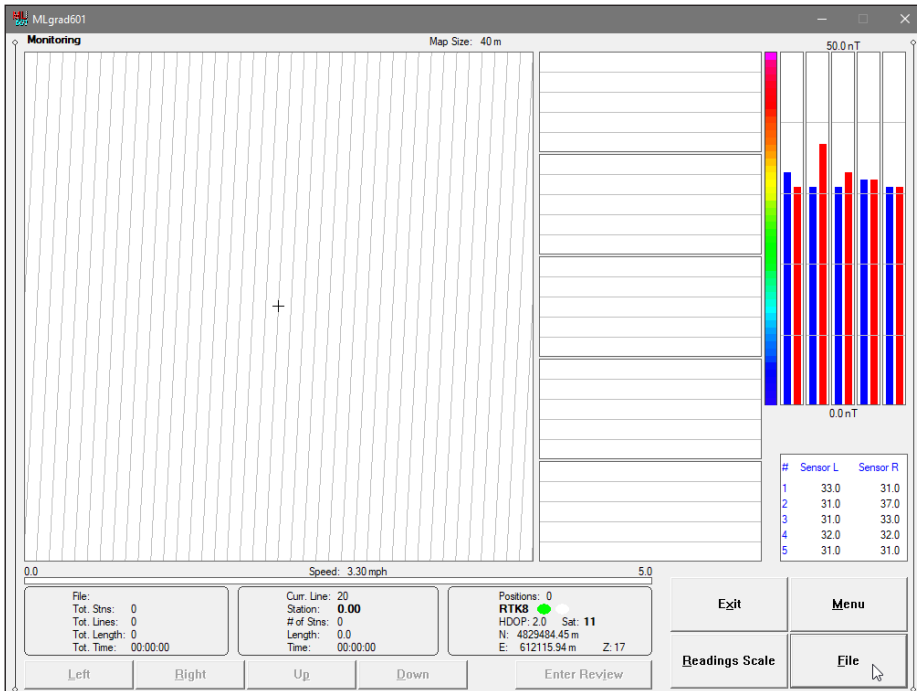 MLgrad601
Monitoring
Map Size: 40 m
50.0 nT
0.0 nT
# Sensor L Sensor R
1 33.0 31.0
2 31.0 37.0
3 31.0 33.0
4 32.0 32.0
5 31.0 31.0
0.0 Speed: 3.30 mph 5.0
File:
Tot. Stns: 0
Tot. Lines: 0
Tot. Length: 0
Tot. Time: 00:00:00
Curr. Line: 20
Station: 0.00
# of Stns: 0
Length: 0.0
Time: 00:00:00
Positions: 0
RTK8
HDOP: 2.0 Sat: 11
N: 4829484.45 m
E: 612115.94 m Z: 17
Exit
Menu
Readings Scale
File
Left
Right
Up
Down
Enter Review